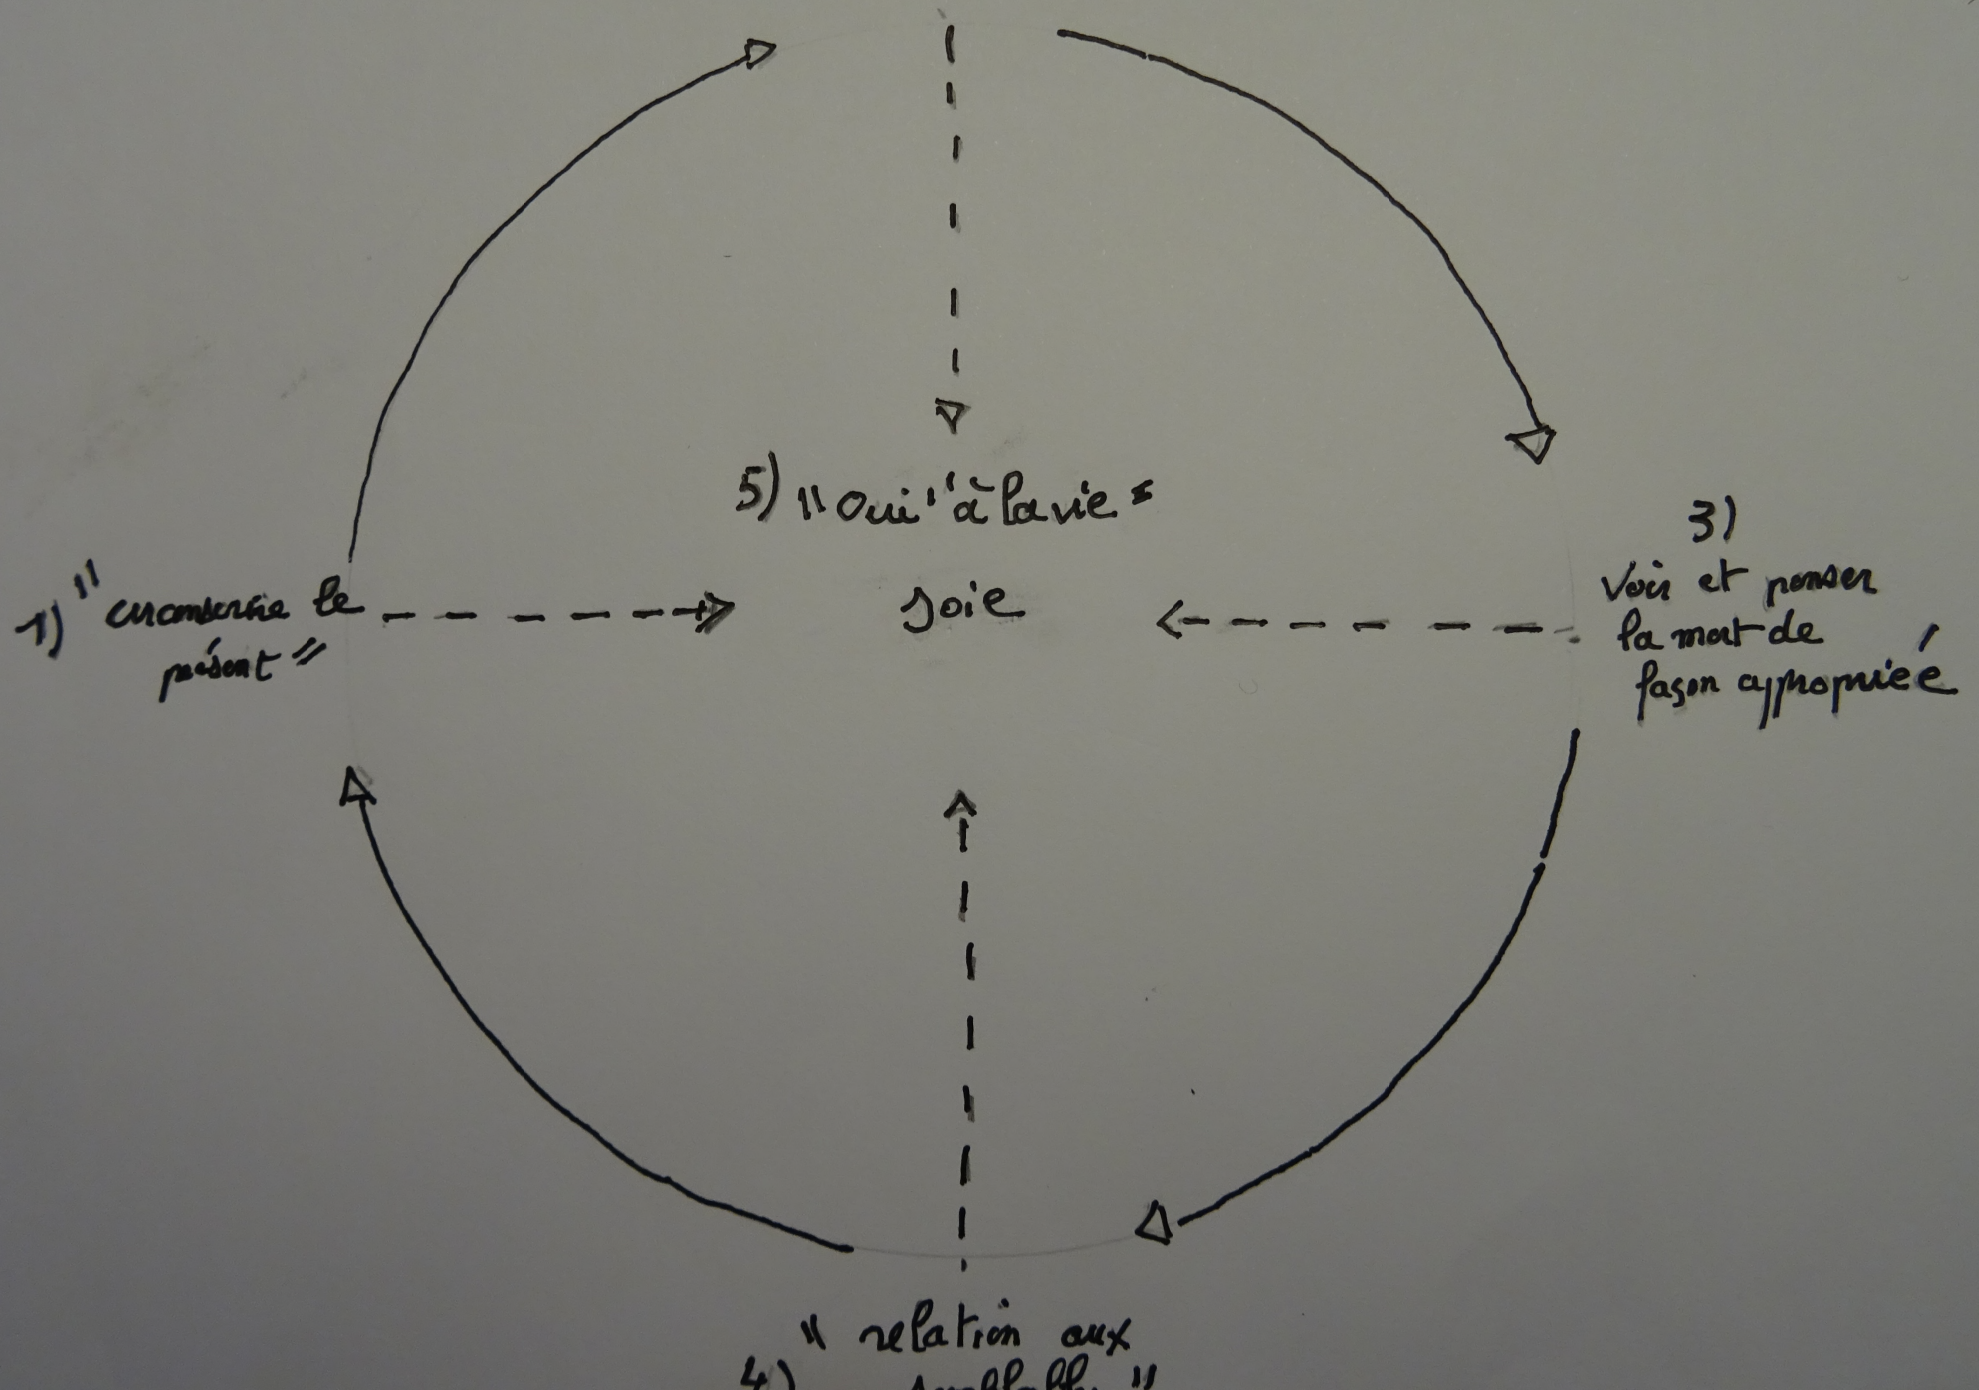 5) "Oui" à la vie"
Joie
1) "circonscrire le
présent"
3)
Voir et penser
la mort de
façon appropriée
" relation aux
4) "